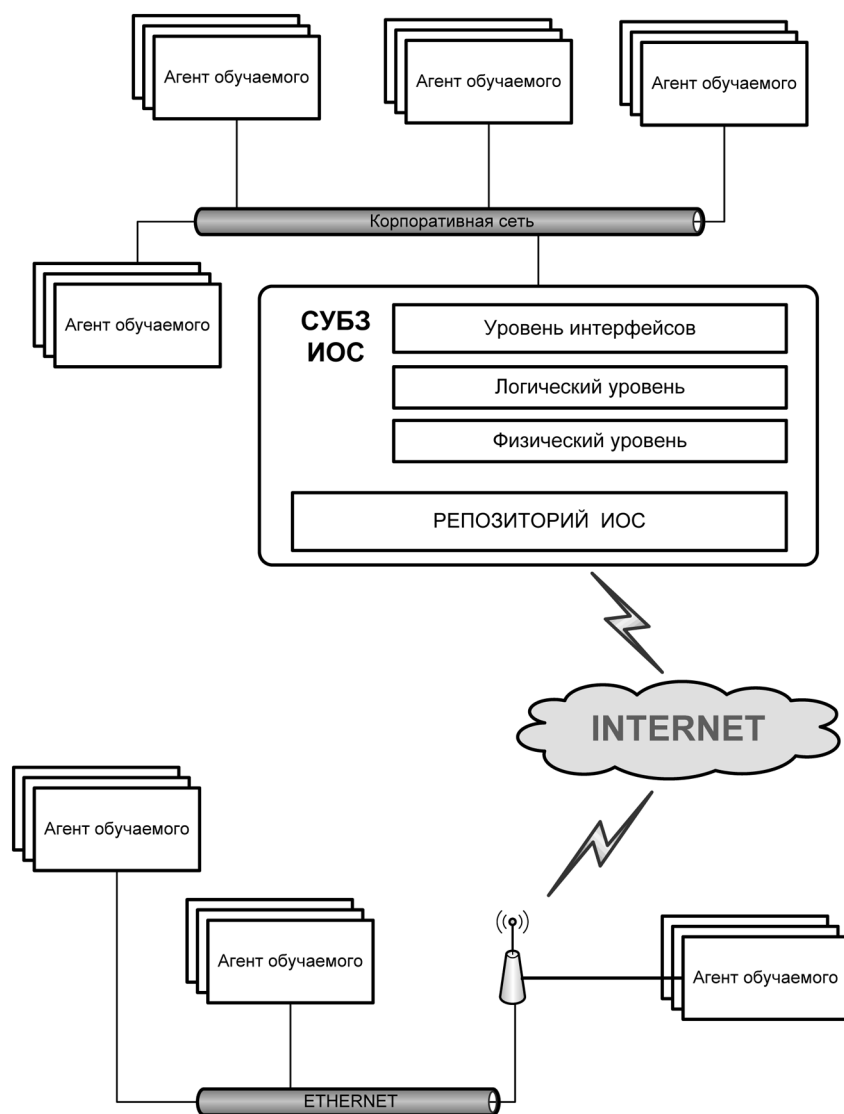 Агент обучаемого
Агент обучаемого
Агент обучаемого
Корпоративная сеть
Агент обучаемого
СУБЗ
ИОС
Уровень интерфейсов
Логический уровень
Физический уровень
РЕПОЗИТОРИЙ ИОС
INTERNET
Агент обучаемого
Агент обучаемого
Агент обучаемого
ETHERNET